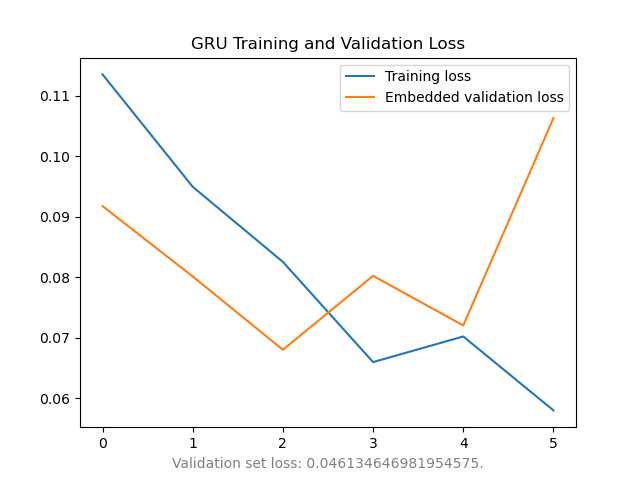 GRU Training and Validation Loss
Training loss
Embedded validation loss
0.11
0.10
0.09
0.08
0.07
0.06
0 1 2 3 4 5
Validation set loss: 0.046134646981954575.